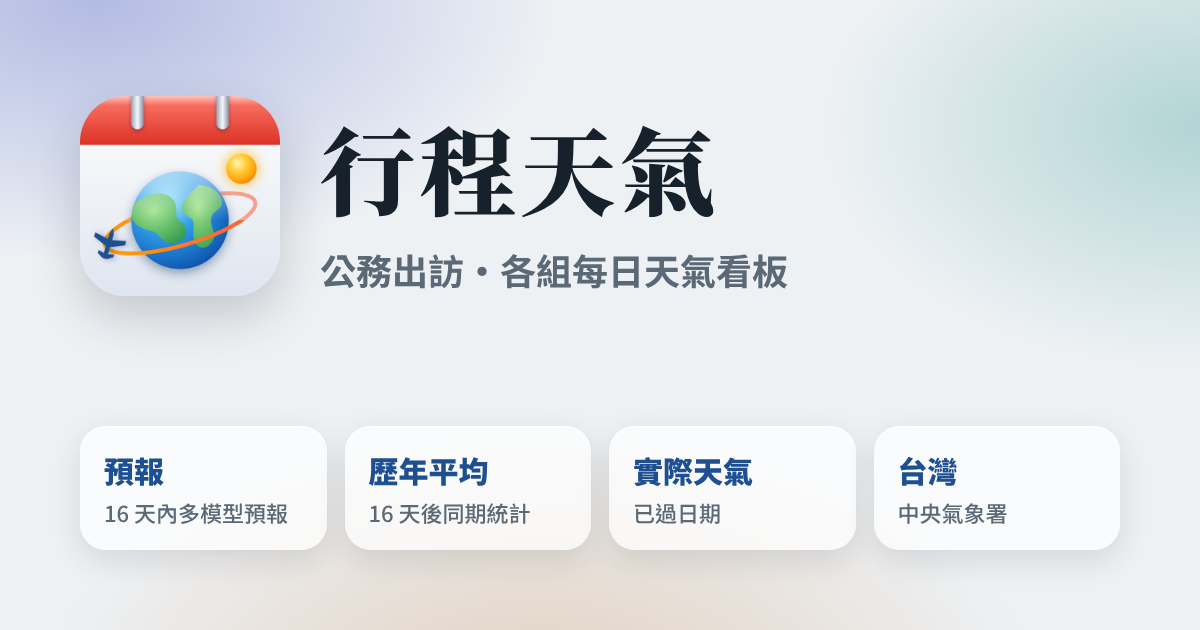 行程天氣
公務出訪・各組每日天氣看板
預報
16 天內多模型預報
歷年平均
16 天後同期統計
實際天氣
已過日期
台灣
中央氣象署